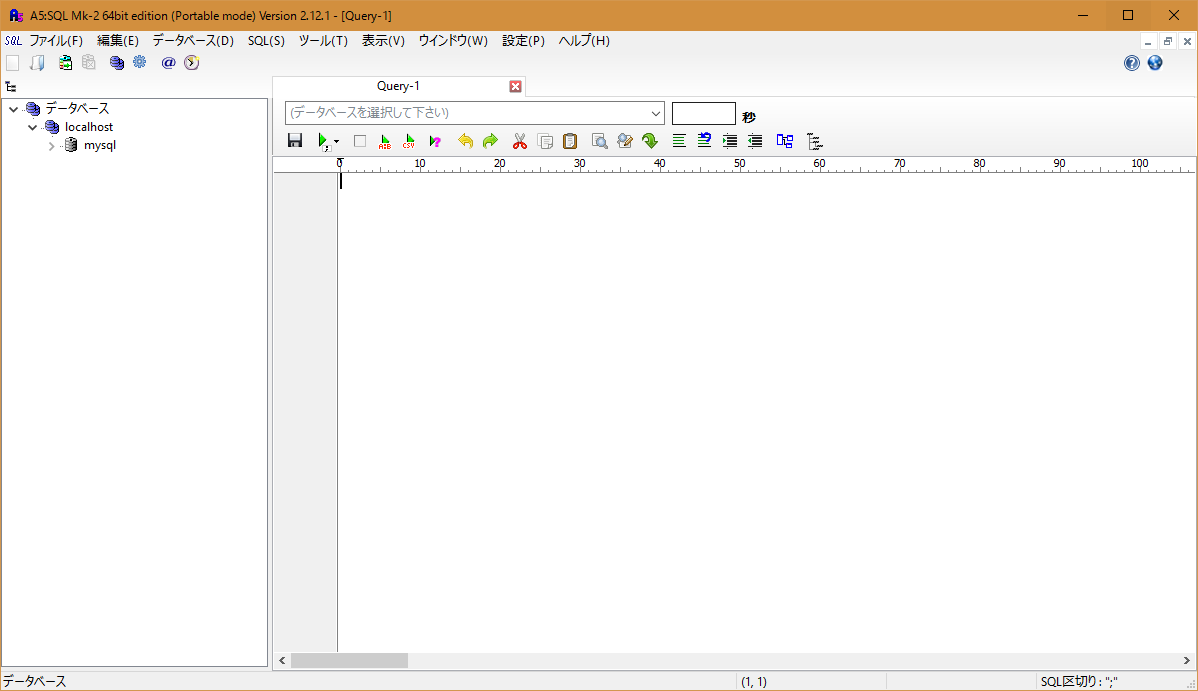 A5:SQL Mk-2 64bit edition (Portable mode) Version 2.12.1 - [Query-1]
SQL ファイル(F) 編集(E) データベース(D) SQL(S) ツール(T) 表示(V) ウインドウ(W) 設定(P) ヘルプ(H)
Query-1
データベース
localhost
mysql
(データベースを選択して下さい)
秒
0 10 20 30 40 50 60 70 80 90 100
データベース
(1, 1)
SQL区切り : ";"